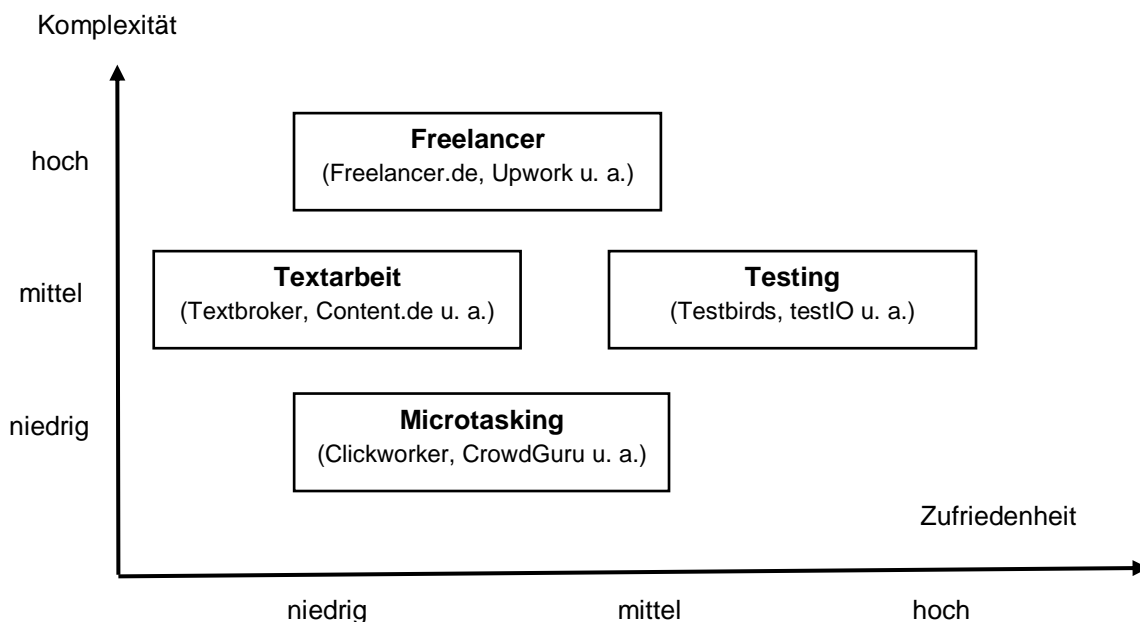 Komplexität
hoch
Freelancer
(Freelancer.de, Upwork u. a.)
mittel
Textarbeit
(Textbroker, Content.de u. a.)
Testing
(Testbirds, testIO u. a.)
niedrig
Microtasking
(Clickworker, CrowdGuru u. a.)
Zufriedenheit
niedrig
mittel
hoch